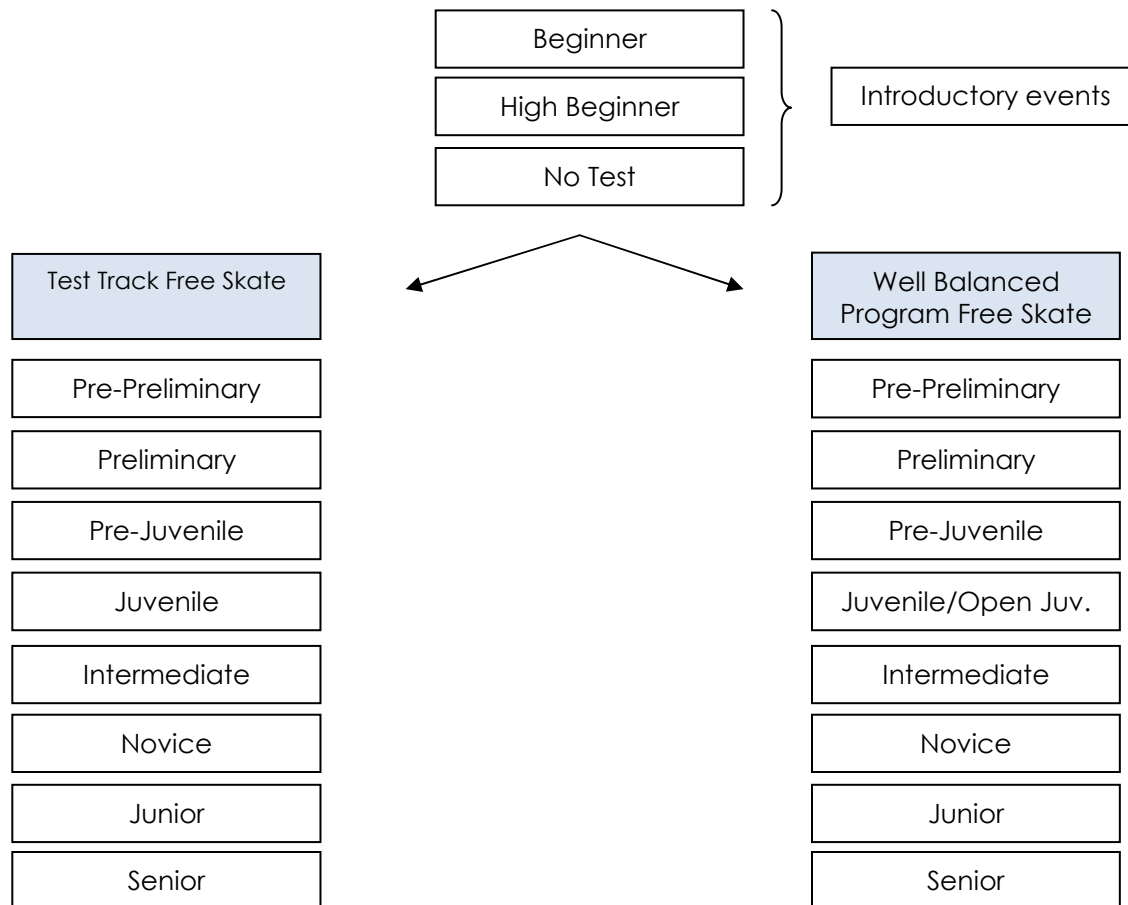 Beginner
High Beginner
No Test
Introductory events
Test Track Free Skate
Pre-Preliminary
Preliminary
Pre-Juvenile
Juvenile
Intermediate
Novice
Junior
Senior
Well Balanced
Program Free Skate
Pre-Preliminary
Preliminary
Pre-Juvenile
Juvenile/Open Juv.
Intermediate
Novice
Junior
Senior